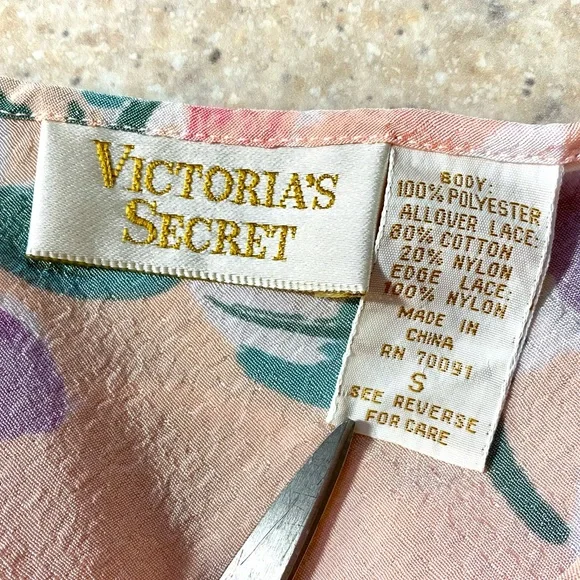 VICTORIA'S
SECRET
BODY:
100% POLYESTER
ALLOVER LACE:
80% COTTON
20% NYLON
EDGE LACE:
100% NYLON
MADE IN
CHINA
RN 70091
S
SEE REVERSE
FOR CARE